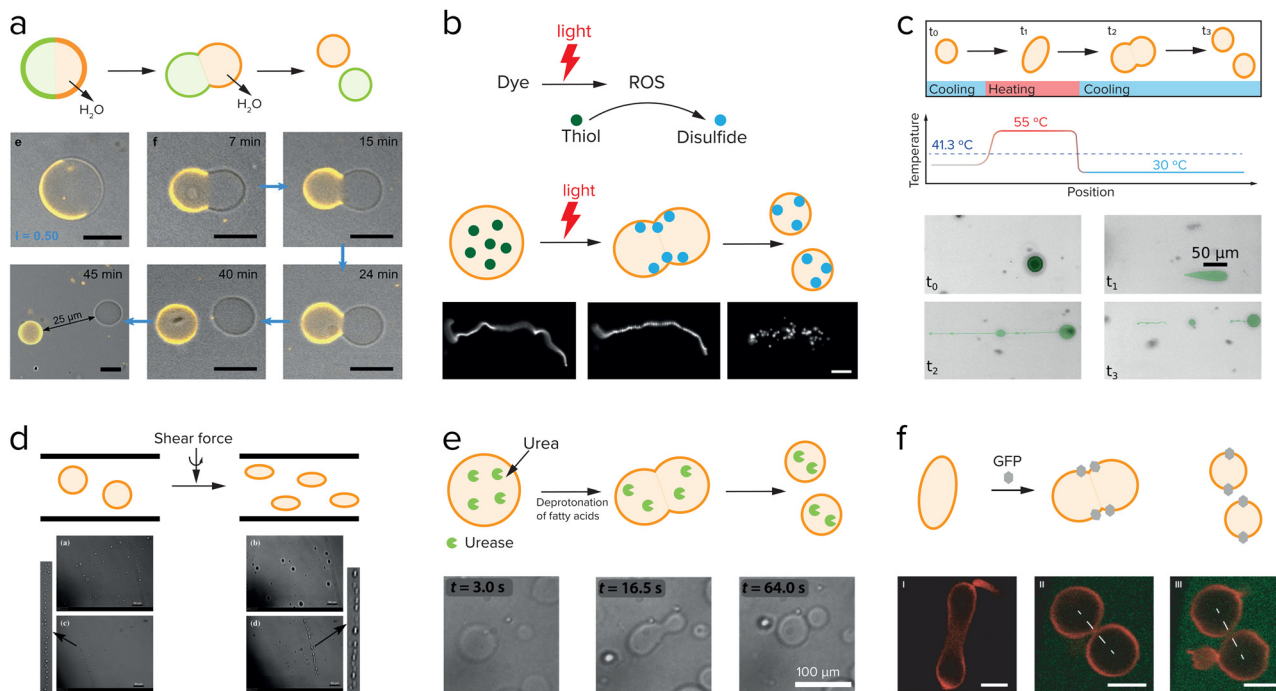 a
H₂O
H₂O
e
I = 0.50
f
7 min
15 min
45 min
25 µm
40 min
24 min
b
light
Dye
ROS
Thiol
Disulfide
light
c
t₀
t₁
t₂
t₃
Cooling
Heating
Cooling
Temperature
41.3 ºC
55 ºC
30 ºC
Position
t₀
50 µm
t₁
t₂
t₃
d
Shear force
(a)
(b)
(c)
(d)
e
Urea
Deprotonation
of fatty acids
Urease
t = 3.0 s
t = 16.5 s
t = 64.0 s
100 µm
f
GFP
I
II
III